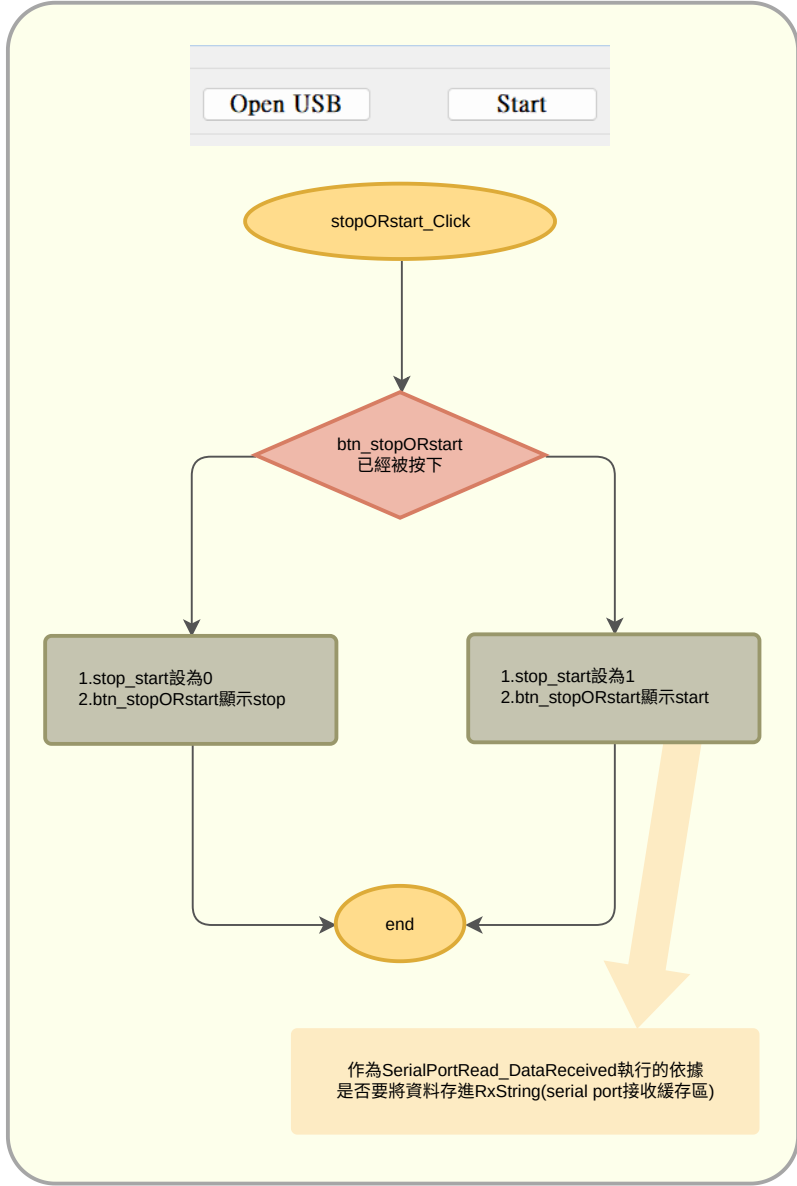 Open USB
Start
stopORstart_Click
btn_stopORstart
已經被按下
1.stop_start設為0
2.btn_stopORstart顯示stop
1.stop_start設為1
2.btn_stopORstart顯示start
end
作為SerialPortRead_DataReceived執行的依據
是否要將資料存進RxString(serial port接收緩存區)